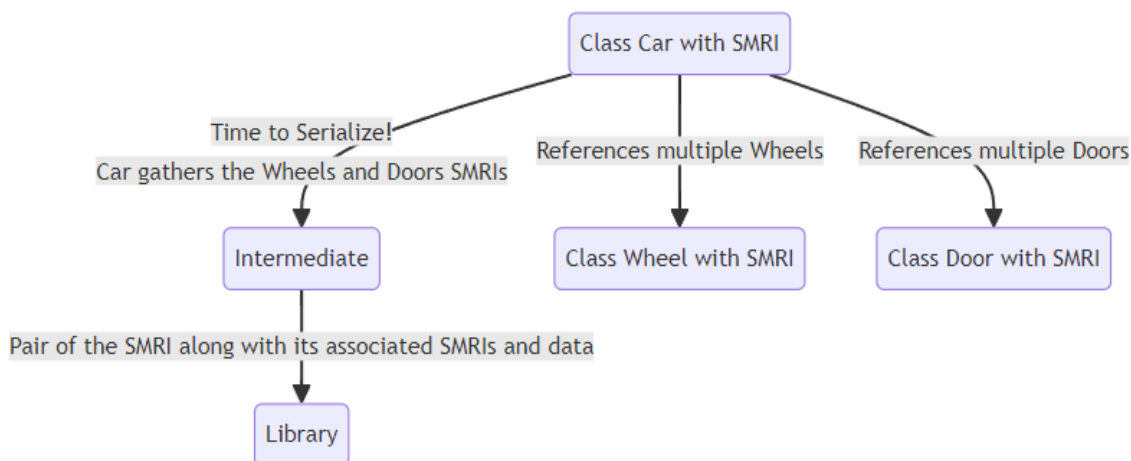 Class Car with SMRI
Time to Serialize!
Car gathers the Wheels and Doors SMRIs
References multiple Wheels
References multiple Doors
Intermediate
Class Wheel with SMRI
Class Door with SMRI
Pair of the SMRI along with its associated SMRIs and data
Library